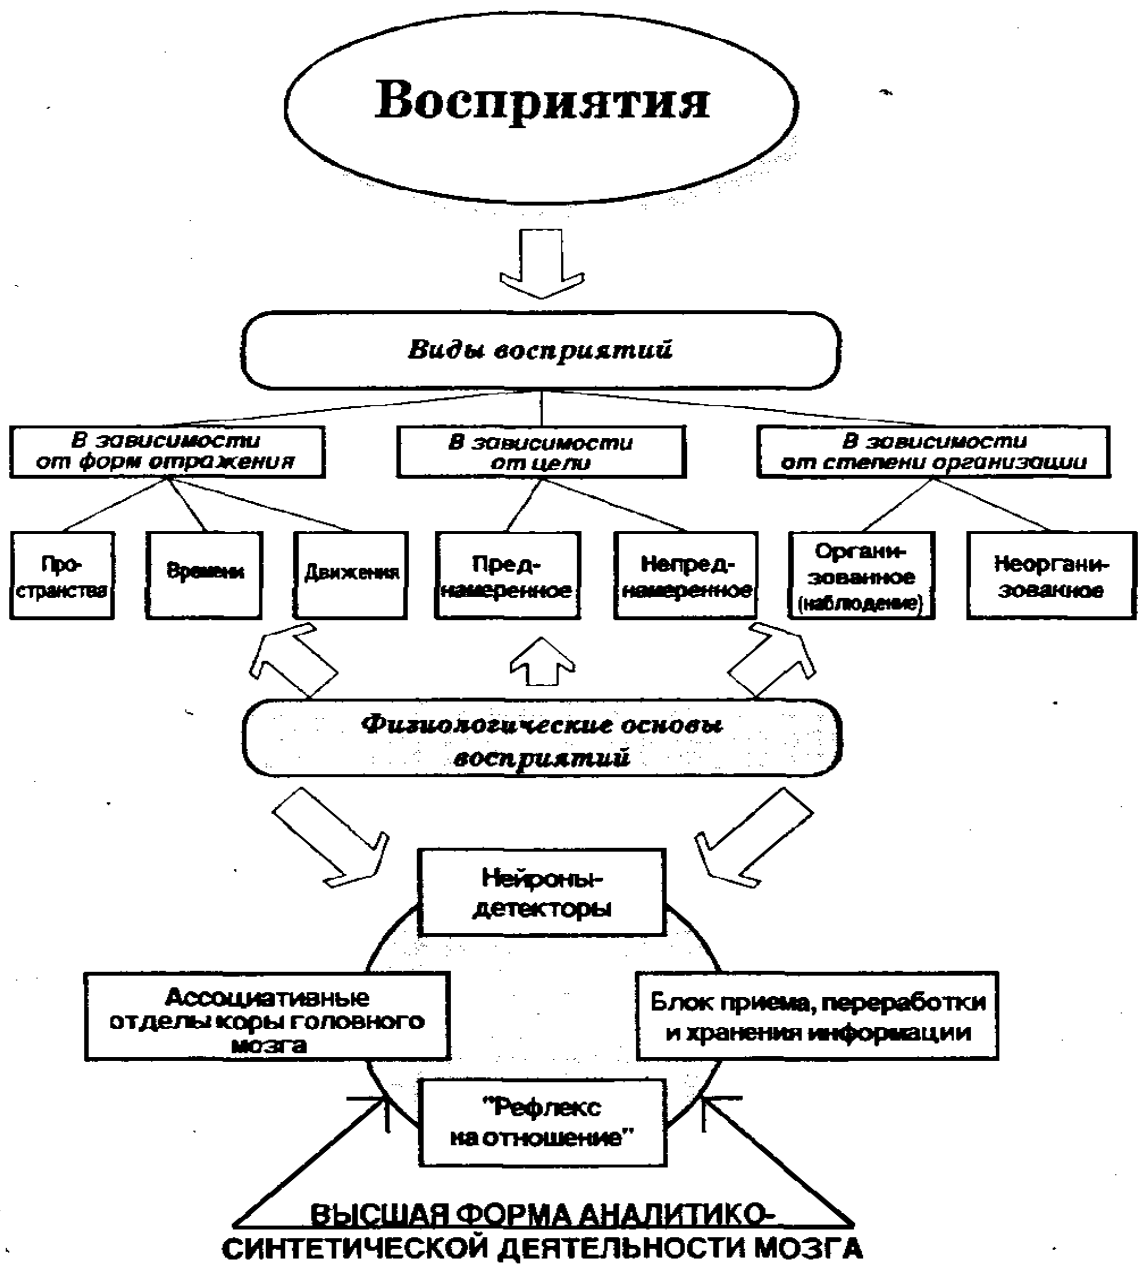 Восприятия
Виды восприятий
В зависимости
от форм отражения
В зависимости
от цели
В зависимости
от степени организации
Про-
странства
Времени
Движения
Пред-
намеренное
Непред-
намеренное
Органи-
зованное
(наблюдение)
Неоргани-
зованное
Физиологические основы
восприятий
Нейроны-
детекторы
Ассоциативные
отделы коры головного
мозга
Блок приема, переработки
и хранения информации
"Рефлекс
на отношение"
ВЫСШАЯ ФОРМА АНАЛИТИКО-
СИНТЕТИЧЕСКОЙ ДЕЯТЕЛЬНОСТИ МОЗГА